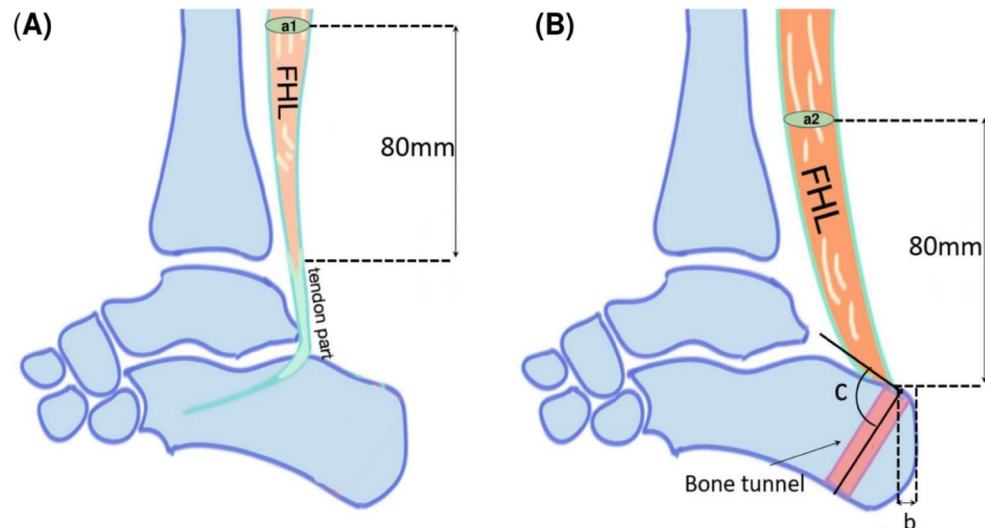 (A)
a1
FHL
80mm
tendon part
(B)
a2
FHL
80mm
C
Bone tunnel
b